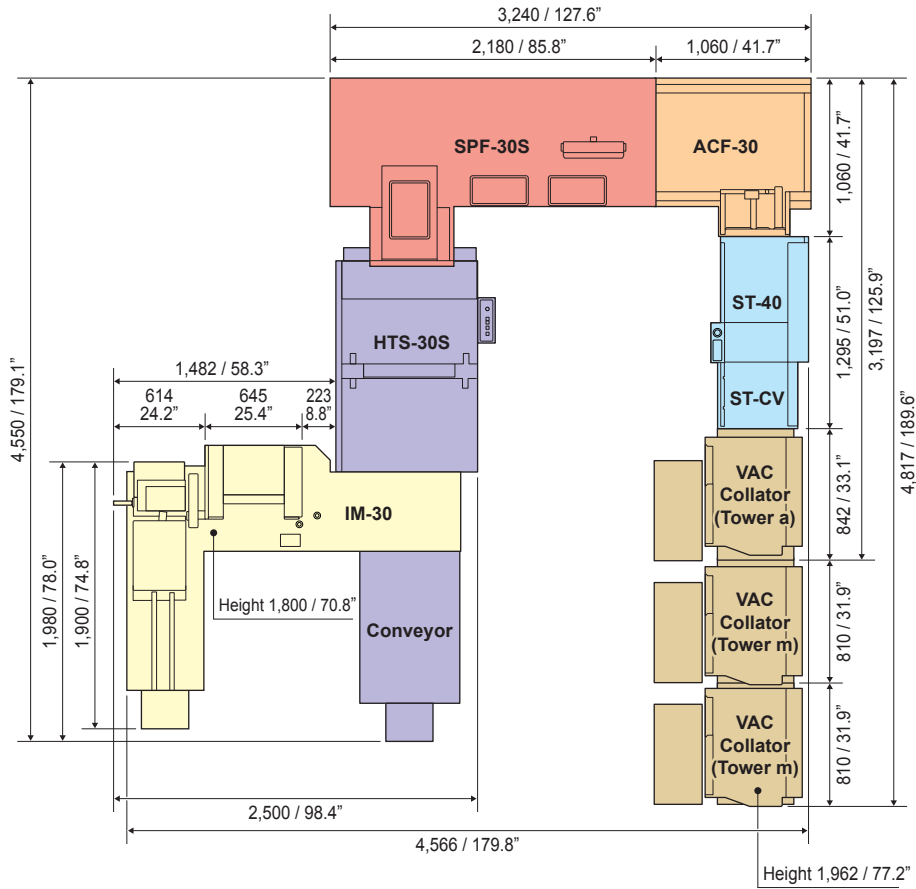 3,240 / 127.6”
2,180 / 85.8”
1,060 / 41.7”
SPF-30S
ACF-30
1,060 / 41.7”
ST-40
1,295 / 51.0”
3,197 / 125.9”
HTS-30S
1,482 / 58.3”
614
24.2”
645
25.4”
223
8.8”
4,550 / 179.1”
ST-CV
4,817 / 189.6”
VAC
Collator
(Tower a)
842 / 33.1”
IM-30
1,980 / 78.0”
1,900 / 74.8”
Height 1,800 / 70.8”
Conveyor
VAC
Collator
(Tower m)
810 / 31.9”
VAC
Collator
(Tower m)
810 / 31.9”
2,500 / 98.4”
4,566 / 179.8”
Height 1,962 / 77.2”